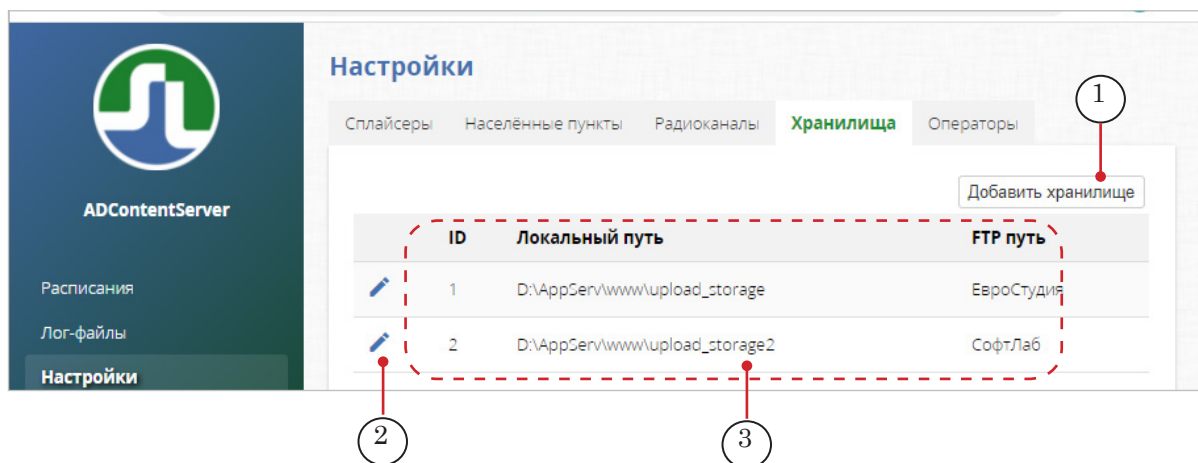 Настройки
Сплайсеры Населённые пункты Радиоканалы Хранилища Операторы
1
Добавить хранилище
ADContentServer
ID Локальный путь FTP путь
Расписания
1 D:\AppServ\www\upload_storage ЕвроСтудия
Лог-файлы
2 D:\AppServ\www\upload_storage2 СофтЛаб
Настройки
2 3